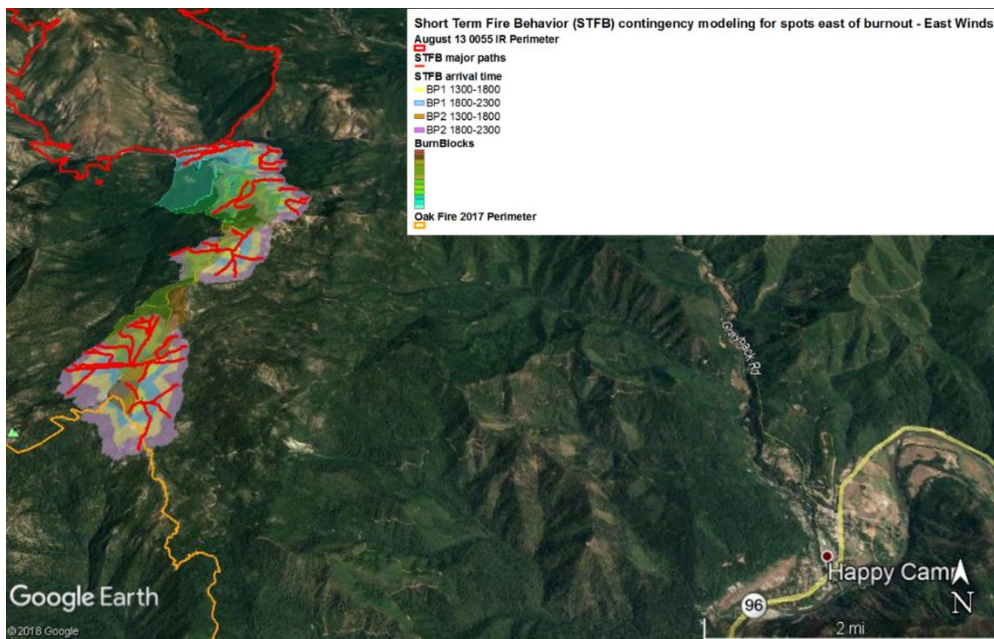 Short Term Fire Behavior (STFB) contingency modeling for spots east of burnout - East Winds
August 13 0055 IR Perimeter
STFB major paths
STFB arrival time
BP1 1300-1800
BP1 1800-2300
BP2 1300-1800
BP2 1800-2300
BurnBlocks
Oak Fire 2017 Perimeter
Grayback Rd
Happy Camp
96
N
2 mi
Google Earth
©2018 Google